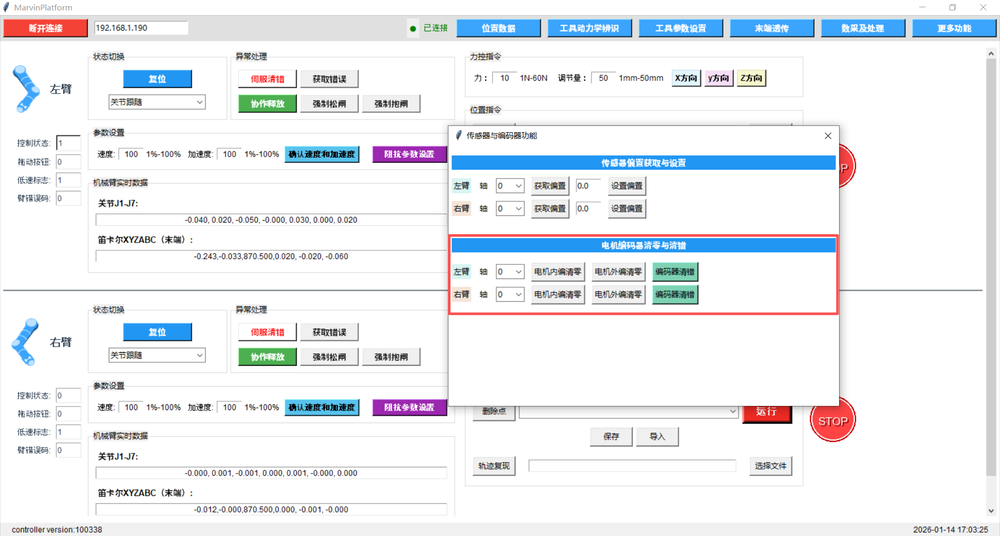 MarvinPlatform
断开连接 192.168.1.190 已连接 位置数据 工具动力学辨识 工具参数设置 末端透传 数采及处理 更多功能
左臂
状态切换
复位
关节跟随
异常处理
伺服清错 获取错误
协作释放 强制松闸 强制抱闸
力控指令
力： 10 1N-60N 调节量： 50 1mm-50mm X方向 y方向 Z方向
位置指令
控制状态: 1
拖动按钮: 0
低速标志: 1
臂错误码: 0
参数设置
速度: 100 1%-100% 加速度: 100 1%-100% 确认速度和加速度 阻抗参数设置
机械臂实时数据
关节J1-J7:
-0.040, 0.020, -0.050, -0.000, 0.030, 0.000, 0.020
笛卡尔XYZABC（末端）:
-0.243,-0.033,870.500,0.020, -0.020, -0.060
传感器与编码器功能
传感器偏置获取与设置
左臂 轴 0 获取偏置 0.0 设置偏置
右臂 轴 0 获取偏置 0.0 设置偏置
电机编码器清零与清错
左臂 轴 0 电机内编清零 电机外编清零 编码器清错
右臂 轴 0 电机内编清零 电机外编清零 编码器清错
右臂
状态切换
复位
关节跟随
异常处理
伺服清错 获取错误
协作释放 强制松闸 强制抱闸
控制状态: 0
拖动按钮: 0
低速标志: 1
臂错误码: 0
参数设置
速度: 100 1%-100% 加速度: 100 1%-100% 确认速度和加速度 阻抗参数设置
机械臂实时数据
关节J1-J7:
-0.000, 0.001, -0.001, 0.000, 0.001, -0.000, 0.000
笛卡尔XYZABC（末端）:
-0.012,-0.000,870.500,0.000, -0.001, -0.000
删除点 运行
STOP
保存 导入
轨迹复现 选择文件
controller version:100338 2026-01-14 17:03:25